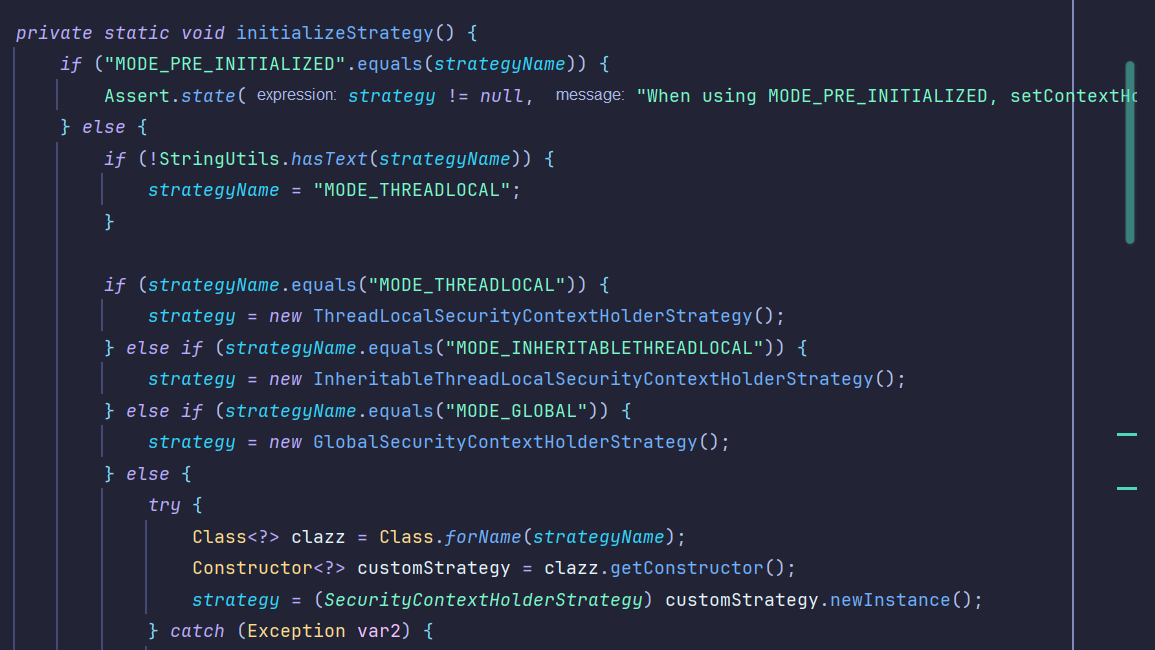 private static void initializeStrategy() {
if ("MODE_PRE_INITIALIZED".equals(strategyName)) {
Assert.state( expression: strategy != null, message: "When using MODE_PRE_INITIALIZED, setContextHo
} else {
if (!StringUtils.hasText(strategyName)) {
strategyName = "MODE_THREADLOCAL";
}
if (strategyName.equals("MODE_THREADLOCAL")) {
strategy = new ThreadLocalSecurityContextHolderStrategy();
} else if (strategyName.equals("MODE_INHERITABLETHREADLOCAL")) {
strategy = new InheritableThreadLocalSecurityContextHolderStrategy();
} else if (strategyName.equals("MODE_GLOBAL")) {
strategy = new GlobalSecurityContextHolderStrategy();
} else {
try {
Class<?> clazz = Class.forName(strategyName);
Constructor<?> customStrategy = clazz.getConstructor();
strategy = (SecurityContextHolderStrategy) customStrategy.newInstance();
} catch (Exception var2) {